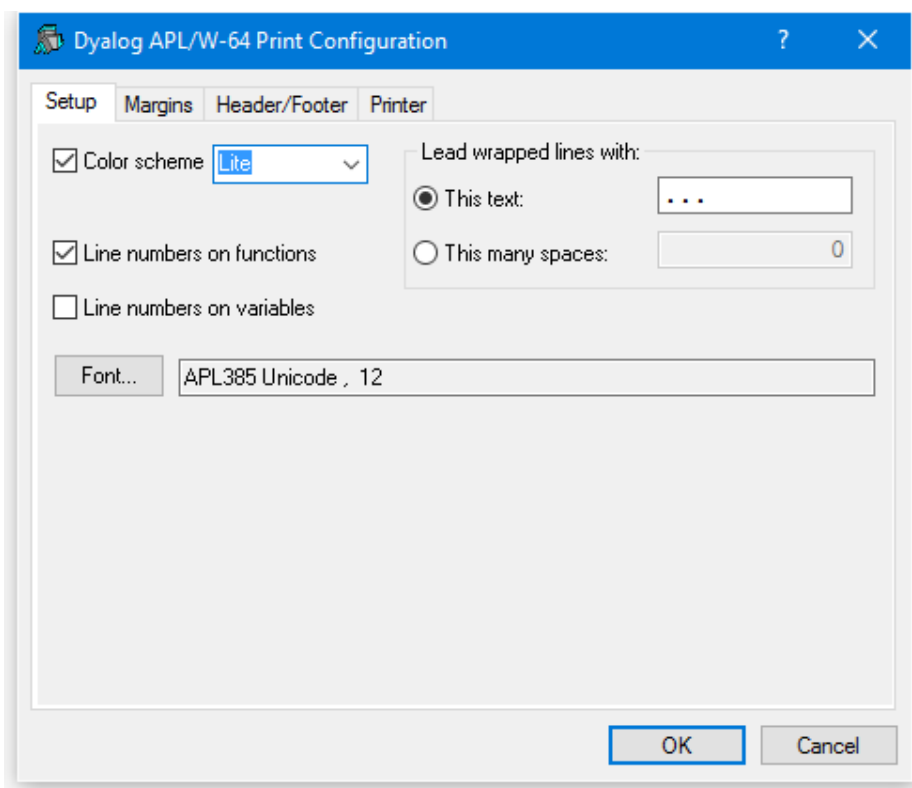 Dyalog APL/W-64 Print Configuration
Setup Margins Header/Footer Printer
Color scheme Lite
Lead wrapped lines with:
This text: ...
Line numbers on functions
This many spaces: 0
Line numbers on variables
Font... APL385 Unicode , 12
OK Cancel